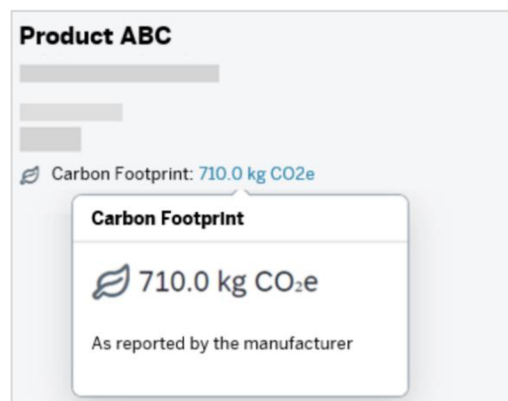 Product ABC
Carbon Footprint: 710.0 kg CO2e
Carbon Footprint
710.0 kg CO₂e
As reported by the manufacturer